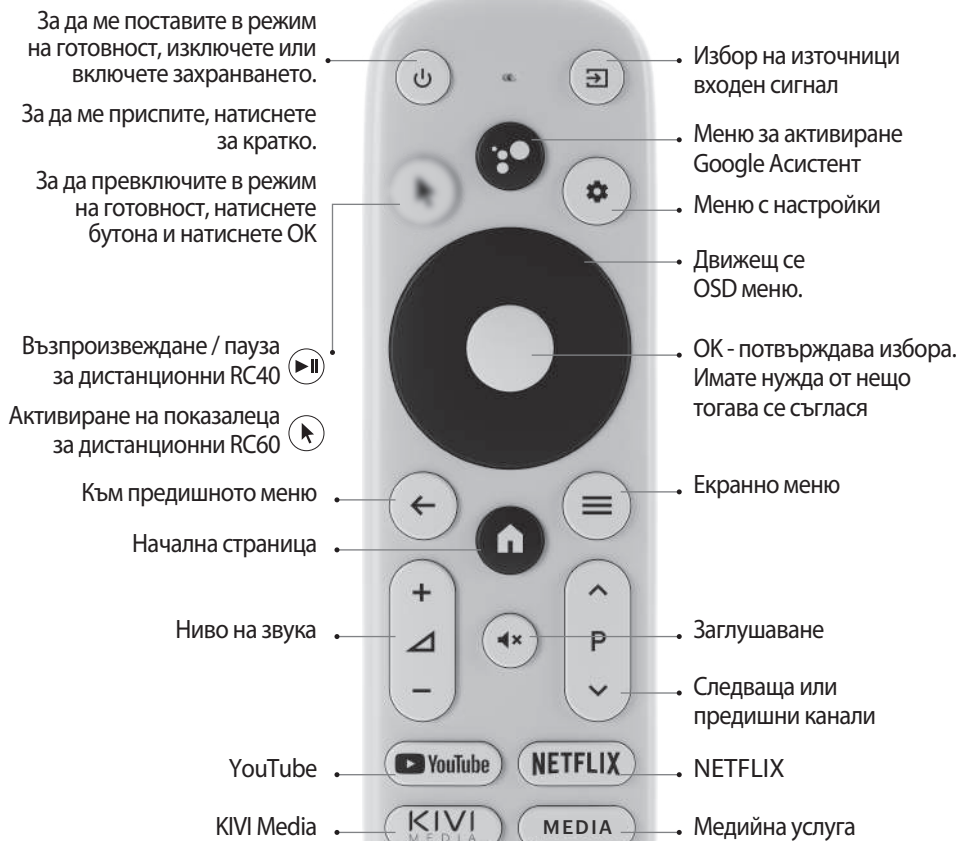 За да ме поставите в режим
на готовност, изключете или
включете захранването.
За да ме приспите, натиснете
за кратко.
За да превключите в режим
на готовност, натиснете
бутона и натиснете OK
Възпроизвеждане / пауза
за дистанционни RC40
Активиране на показалеца
за дистанционни RC60
Към предишното меню
Начална страница
Ниво на звука
YouTube
KIVI Media
+
−
P
YouTube
NETFLIX
KIVI
MEDIA
MEDIA
Избор на източници
входен сигнал
Меню за активиране
Google Асистент
Меню с настройки
Движещ се
OSD меню.
OK - потвърждава избора.
Имате нужда от нещо
тогава се съглася
Екранно меню
Заглушаване
Следваща или
предишни канали
NETFLIX
Медийна услуга